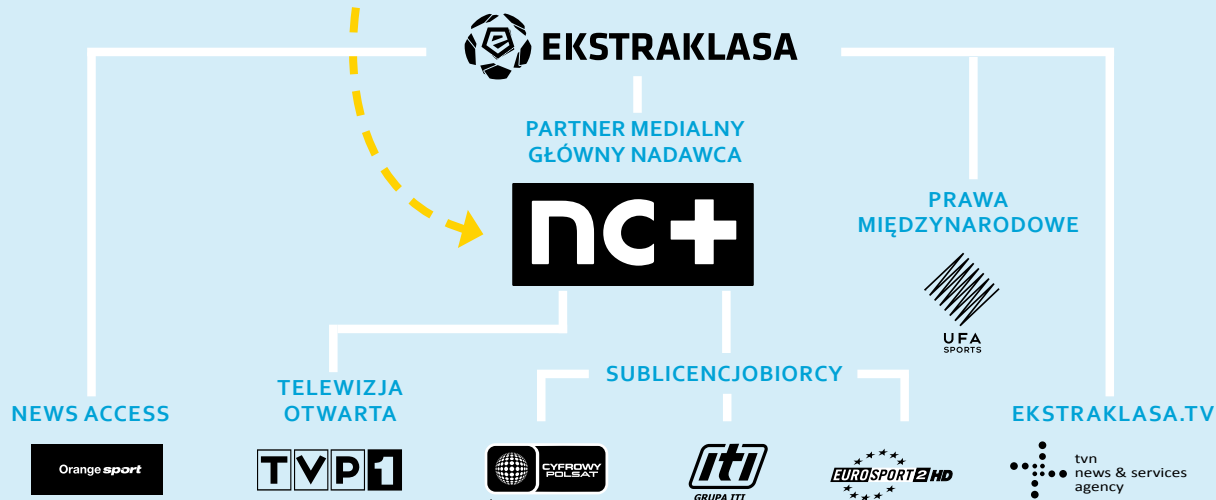 EKSTRAKLASA
PARTNER MEDIALNY
GŁÓWNY NADAWCA
nc+
PRAWA
MIĘDZYNARODOWE
UFA
SPORTS
SUBLICENCJOBIORCY
TELEWIZJA
OTWARTA
NEWS ACCESS
EKSTRAKLASA.TV
Orange sport
TVP1
CYFROWY
POLSAT
iti
GRUPA ITI
EUROSPORT 2 HD
tvn
news & services
agency